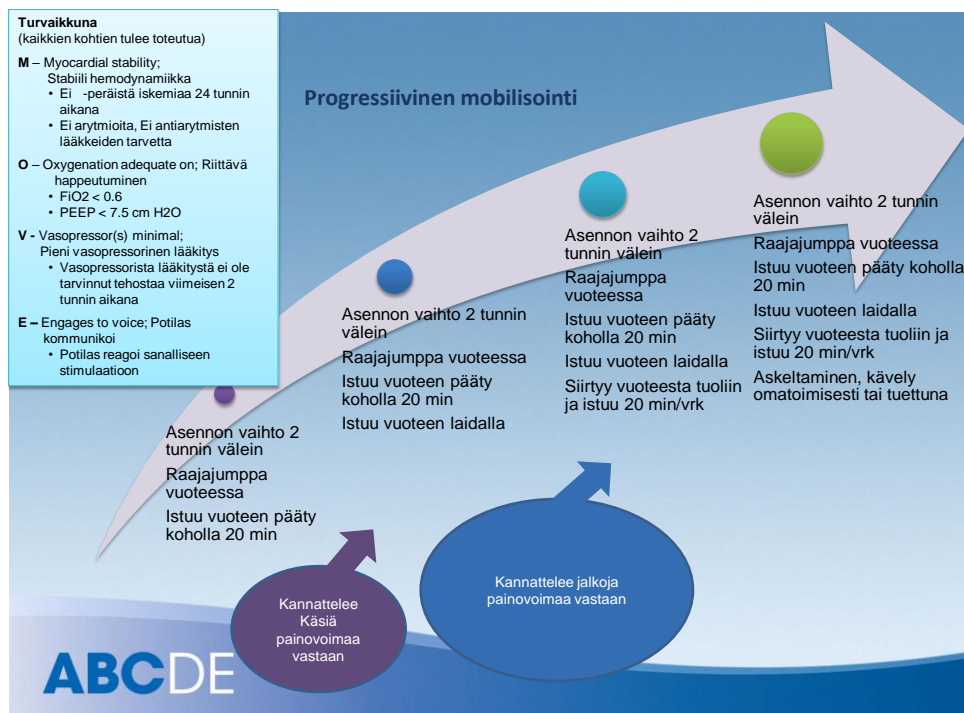 Turvaikkuna
(kaikkien kohtien tulee toteutua)
M – Myocardial stability;
Stabiili hemodynamiikka
• Ei -peräistä iskemiaa 24 tunnin
aikana
• Ei arytmioita, Ei antiarytmisten
lääkkeiden tarvetta
O – Oxygenation adequate on; Riittävä
happeutuminen
• FiO2 < 0.6
• PEEP < 7.5 cm H2O
V - Vasopressor(s) minimal;
Pieni vasopressorinen lääkitys
• Vasopressorista lääkitystä ei ole
tarvinnut tehostaa viimeisen 2
tunnin aikana
E – Engages to voice; Potilas
kommunikoi
• Potilas reagoi sanalliseen
stimulaatioon
Progressiivinen mobilisointi
Asennon vaihto 2
tunnin välein
Raajajumppa
vuoteessa
Istuu vuoteen pääty
koholla 20 min
Asennon vaihto 2 tunnin
välein
Raajajumppa vuoteessa
Istuu vuoteen pääty
koholla 20 min
Istuu vuoteen laidalla
Asennon vaihto 2
tunnin välein
Raajajumppa
vuoteessa
Istuu vuoteen pääty
koholla 20 min
Istuu vuoteen laidalla
Siirtyy vuoteesta tuoliin
ja istuu 20 min/vrk
Asennon vaihto 2 tunnin
välein
Raajajumppa vuoteessa
Istuu vuoteen pääty koholla
20 min
Istuu vuoteen laidalla
Siirtyy vuoteesta tuoliin ja
istuu 20 min/vrk
Askeltaminen, kävely
omatoimisesti tai tuettuna
Kannattelee
Käsiä
painovoimaa
vastaan
Kannattelee jalkoja
painovoimaa vastaan
ABCDE